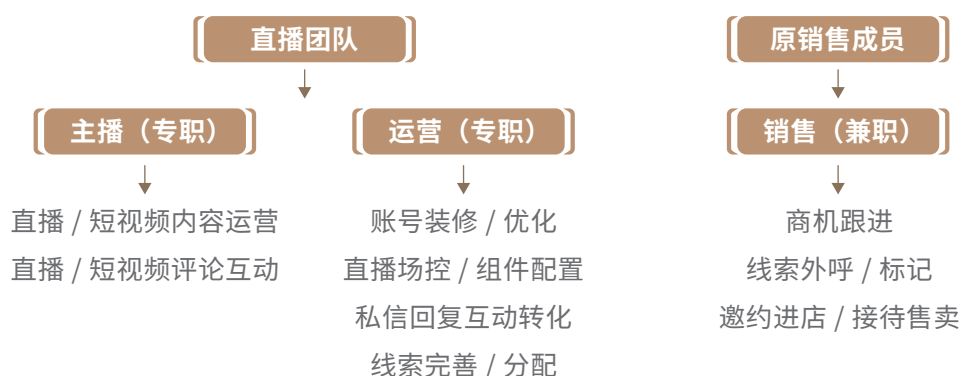 直播团队
主播（专职）
直播 / 短视频内容运营
直播 / 短视频评论互动
运营（专职）
账号装修 / 优化
直播场控 / 组件配置
私信回复互动转化
线索完善 / 分配
原销售成员
销售（兼职）
商机跟进
线索外呼 / 标记
邀约进店 / 接待售卖